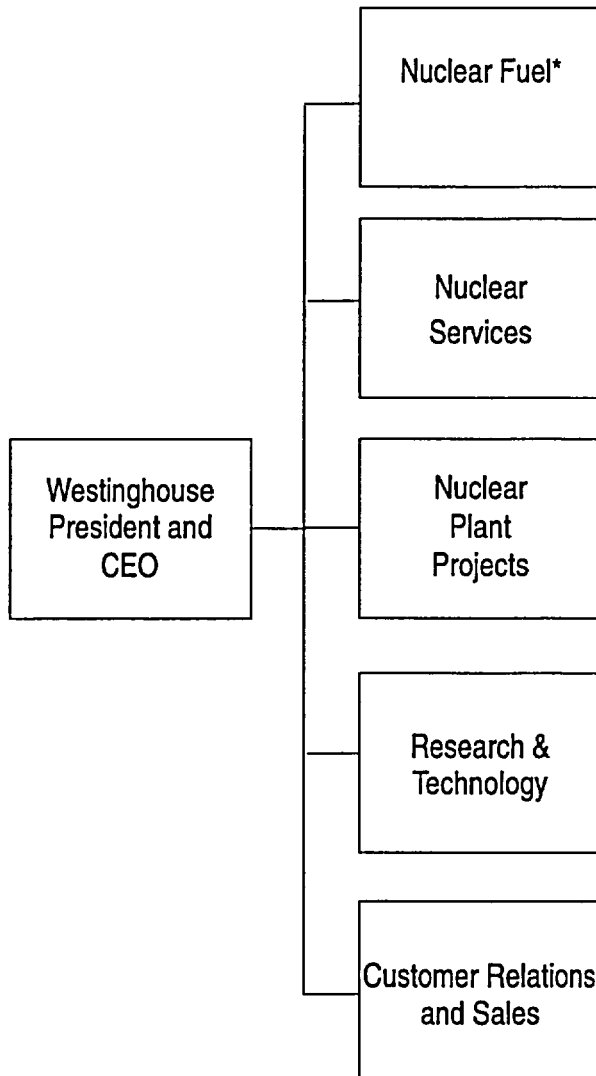 Nuclear Fuel*
Nuclear
Services
Westinghouse
President and
CEO
Nuclear
Plant
Projects
Research &
Technology
Customer Relations
and Sales